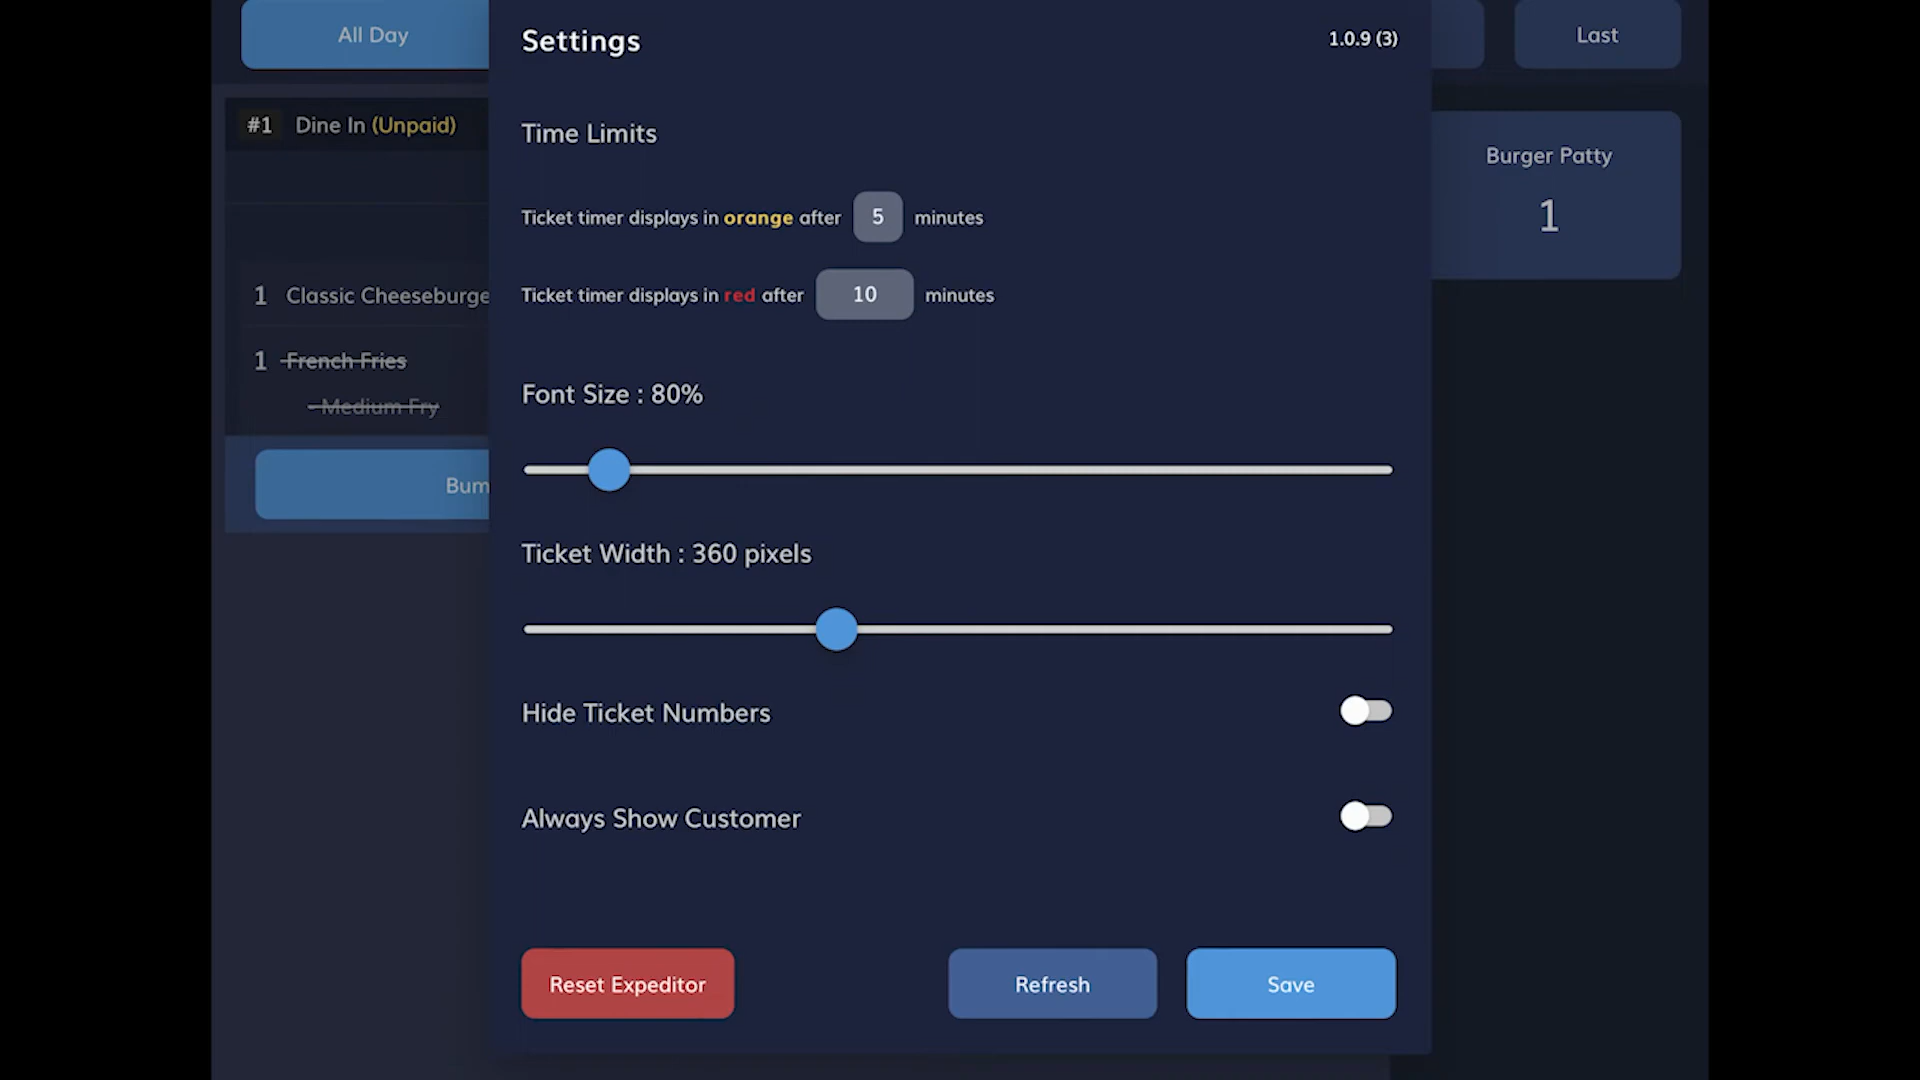 All Day
Settings
1.0.9 (3)
Last
#1 Dine In (Unpaid)
Time Limits
Burger Patty
1
Ticket timer displays in orange after 5 minutes
Ticket timer displays in red after 10 minutes
1 Classic Cheeseburge
1 French Fries
- Medium Fry
Font Size : 80%
Bum
Ticket Width : 360 pixels
Hide Ticket Numbers
Always Show Customer
Reset Expeditor
Refresh
Save